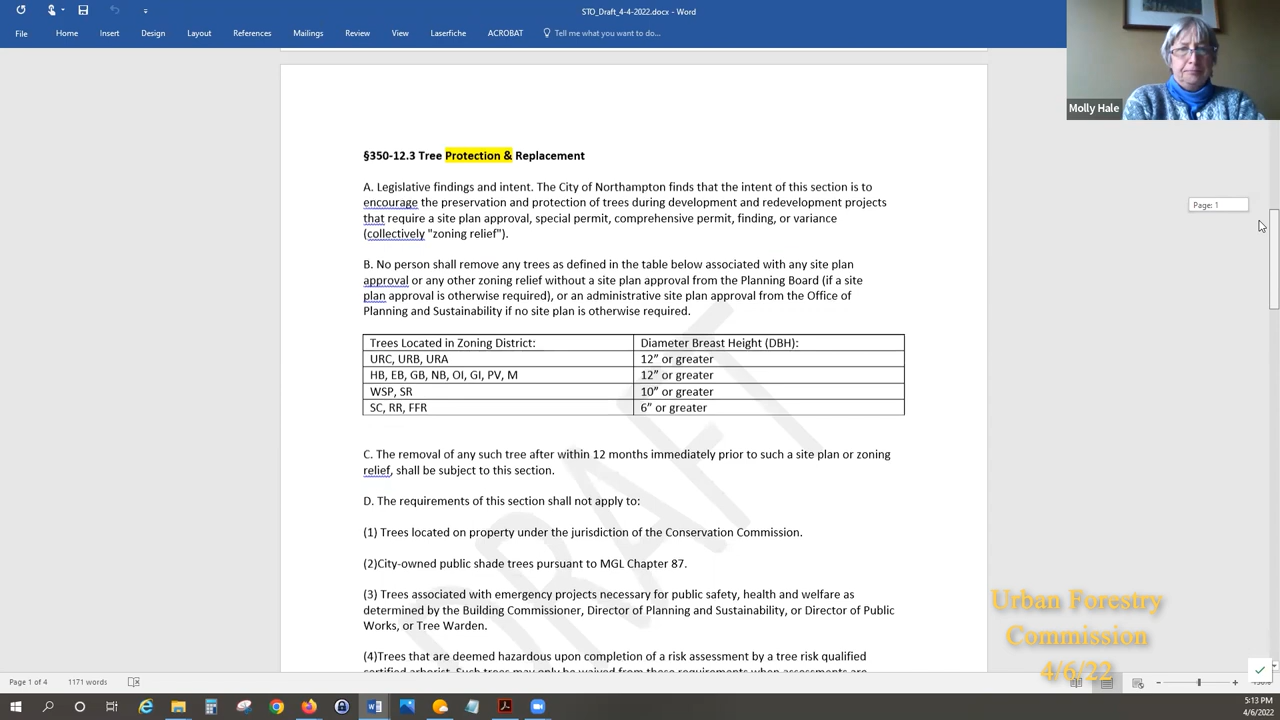 STO_Draft_4-4-2022.docx - Word
File Home Insert Design Layout References Mailings Review View Laserfiche ACROBAT Tell me what you want to do...
Molly Hale
Page: 1
§350-12.3 Tree Protection & Replacement
A. Legislative findings and intent. The City of Northampton finds that the intent of this section is to
encourage the preservation and protection of trees during development and redevelopment projects
that require a site plan approval, special permit, comprehensive permit, finding, or variance
(collectively "zoning relief").
B. No person shall remove any trees as defined in the table below associated with any site plan
approval or any other zoning relief without a site plan approval from the Planning Board (if a site
plan approval is otherwise required), or an administrative site plan approval from the Office of
Planning and Sustainability if no site plan is otherwise required.
Trees Located in Zoning District: Diameter Breast Height (DBH):
URC, URB, URA 12” or greater
HB, EB, GB, NB, OI, GI, PV, M 12” or greater
WSP, SR 10” or greater
SC, RR, FFR 6” or greater
C. The removal of any such tree after within 12 months immediately prior to such a site plan or zoning
relief, shall be subject to this section.
D. The requirements of this section shall not apply to:
(1) Trees located on property under the jurisdiction of the Conservation Commission.
(2)City-owned public shade trees pursuant to MGL Chapter 87.
(3) Trees associated with emergency projects necessary for public safety, health and welfare as
determined by the Building Commissioner, Director of Planning and Sustainability, or Director of Public
Works, or Tree Warden.
(4)Trees that are deemed hazardous upon completion of a risk assessment by a tree risk qualified
certified arborist. Such trees may only be waived from these requirements when assessments are
DRAFT
Urban Forestry
Commission
4/6/22
Page 1 of 4 1171 words
5:13 PM
4/6/2022